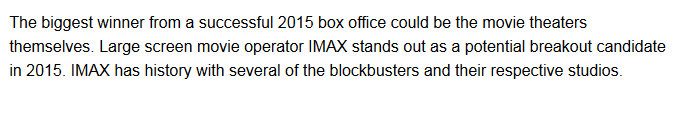 The biggest winner from a successful 2015 box office could be the movie theaters
themselves. Large screen movie operator IMAX stands out as a potential breakout candidate
in 2015. IMAX has history with several of the blockbusters and their respective studios.